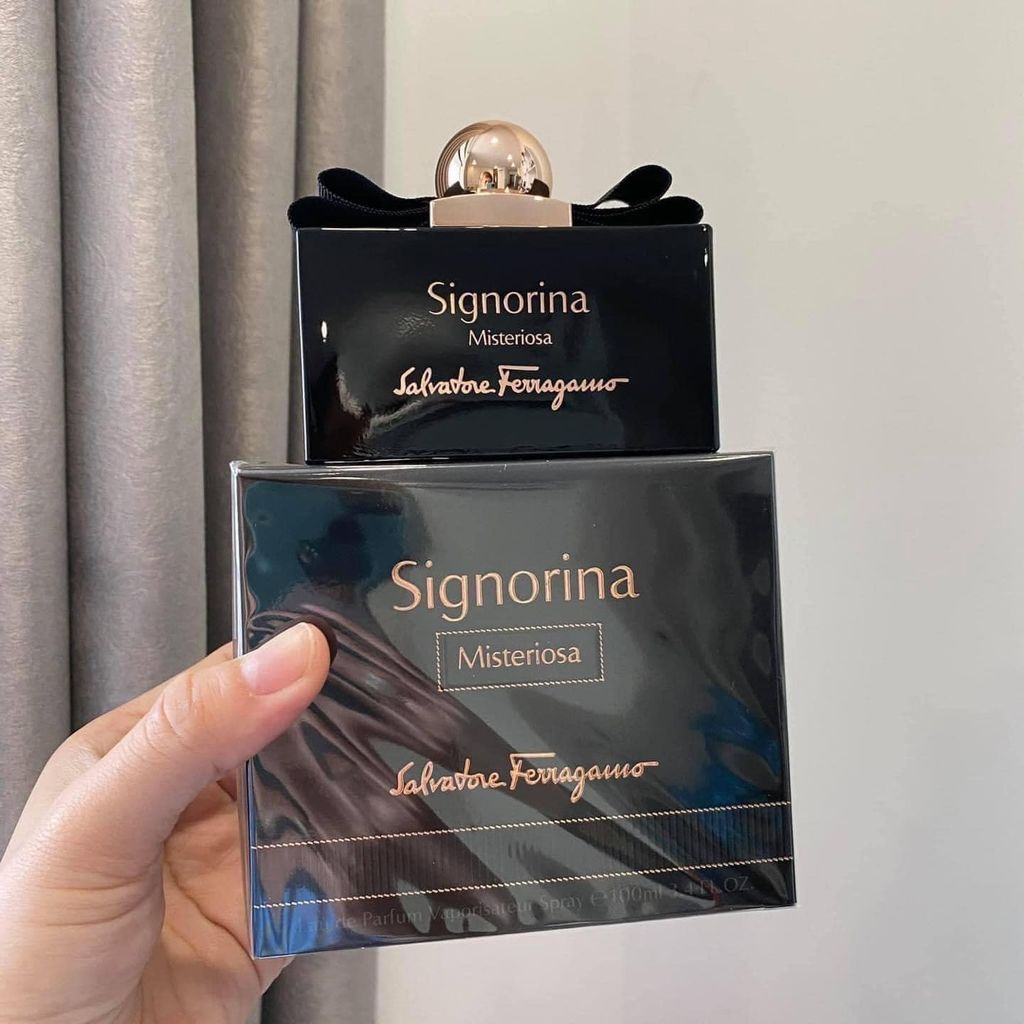 Signorina
Misteriosa
Salvatore Ferragamo
Signorina
Misteriosa
Salvatore Ferragamo
Eau de Parfum Vaporisateur Spray e 100ml 3.4 FL.OZ.